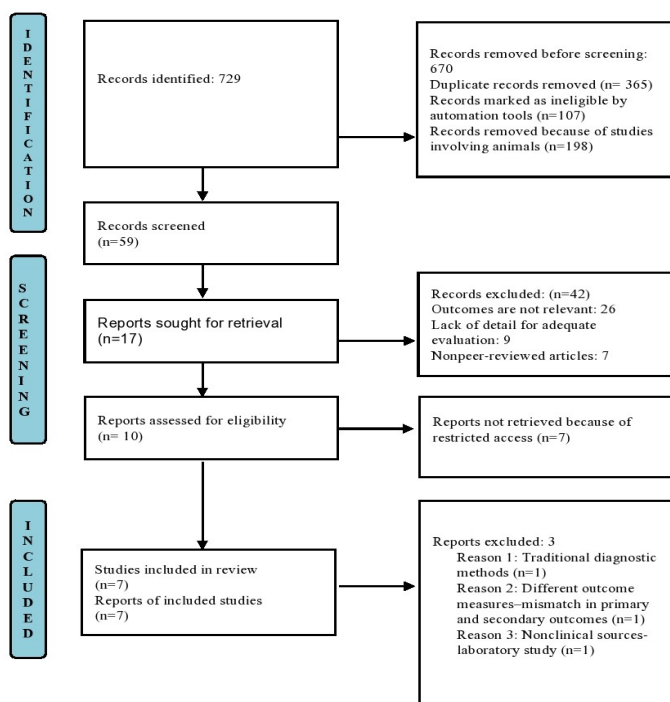 IDENTIFICATION
Records identified: 729
Records removed before screening:
670
Duplicate records removed (n= 365)
Records marked as ineligible by
automation tools (n=107)
Records removed because of studies
involving animals (n=198)
Records screened
(n=59)
SCREENING
Reports sought for retrieval
(n=17)
Records excluded: (n=42)
Outcomes are not relevant: 26
Lack of detail for adequate
evaluation: 9
Nonpeer-reviewed articles: 7
Reports assessed for eligibility
(n= 10)
Reports not retrieved because of
restricted access (n=7)
INCLUDED
Studies included in review
(n=7)
Reports of included studies
(n=7)
Reports excluded: 3
Reason 1: Traditional diagnostic
methods (n=1)
Reason 2: Different outcome
measures–mismatch in primary
and secondary outcomes (n=1)
Reason 3: Nonclinical sources-
laboratory study (n=1)